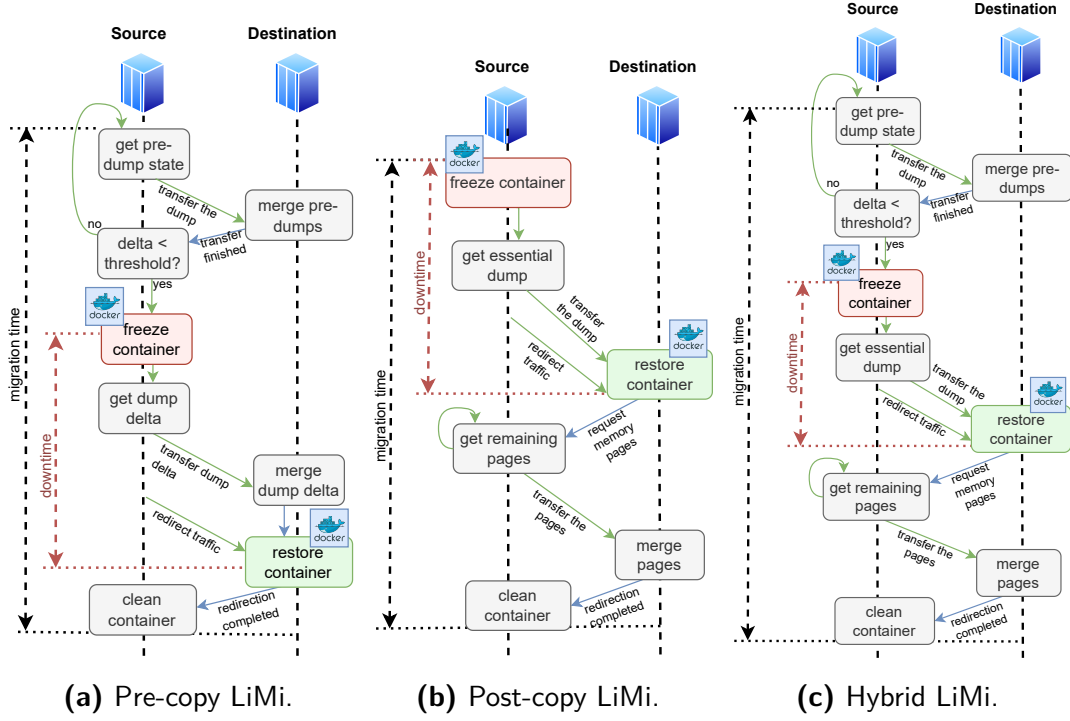 Source
Destination
get pre-
dump state
transfer the
dump
merge pre-
dumps
no
delta <
threshold?
transfer
finished
yes
docker
freeze
container
get dump
delta
transfer dump
delta
merge
dump delta
redirect traffic
docker
restore
container
clean
container
redirection
completed
migration time
downtime
(a) Pre-copy LiMi.
Source
Destination
docker
freeze container
get essential
dump
transfer
the dump
redirect
traffic
docker
restore
container
request
memory
pages
get remaining
pages
transfer the
pages
merge
pages
clean
container
redirection
completed
migration time
downtime
(b) Post-copy LiMi.
Source
Destination
get pre-
dump state
transfer the
dump
merge pre-
dumps
no
delta <
threshold?
transfer
finished
yes
docker
freeze
container
get essential
dump
transfer the
dump
redirect
traffic
docker
restore
container
request
memory
pages
get remaining
pages
transfer the
pages
merge
pages
clean
container
redirection
completed
migration time
downtime
(c) Hybrid LiMi.